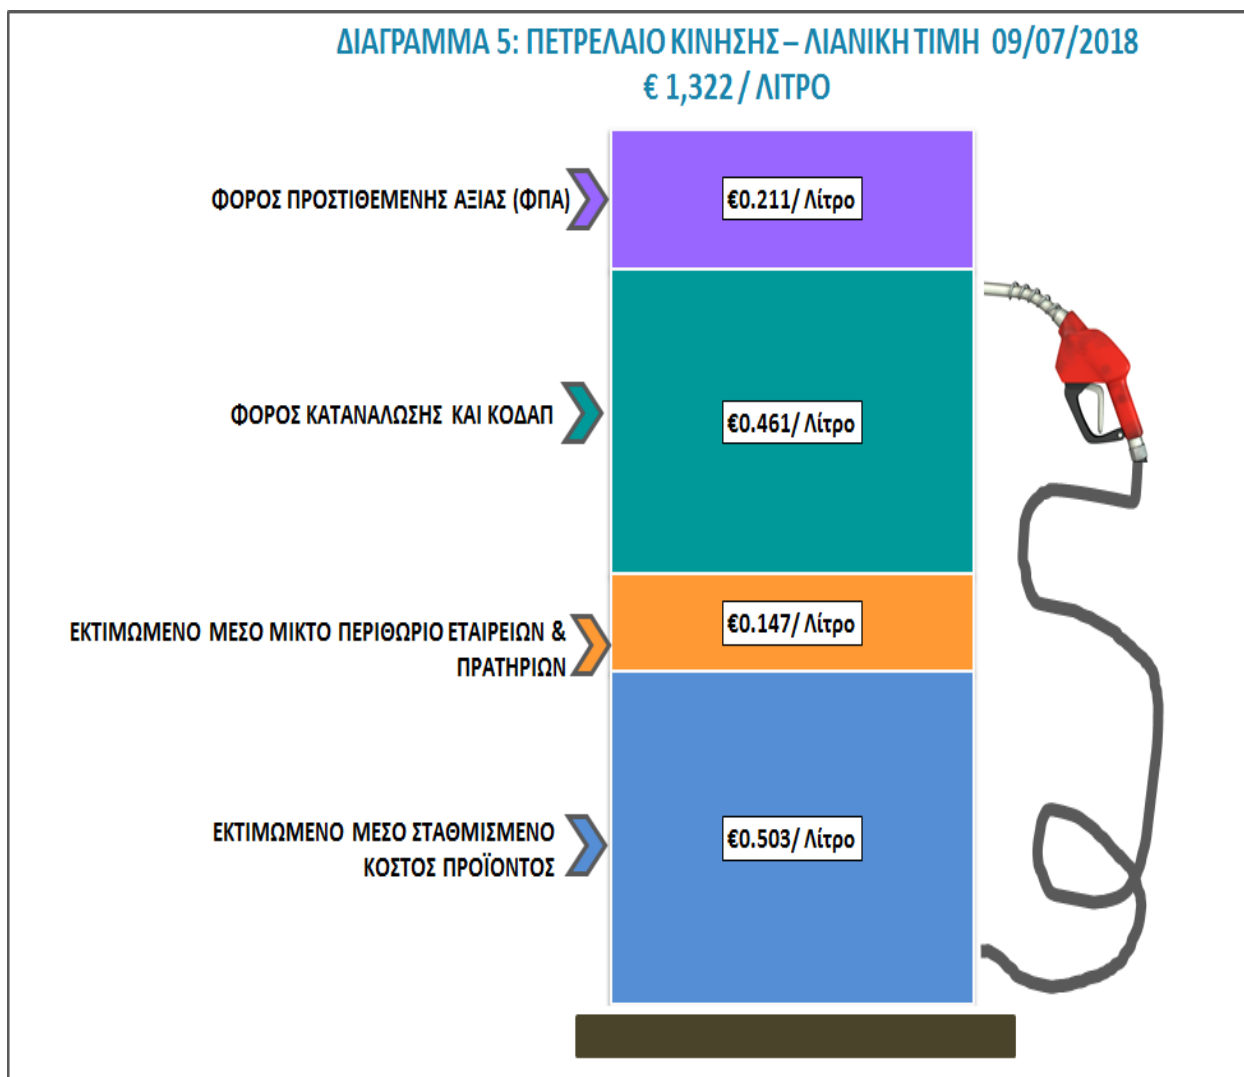 ΔΙΑΓΡΑΜΜΑ 5: ΠΕΤΡΕΛΑΙΟ ΚΙΝΗΣΗΣ – ΛΙΑΝΙΚΗ ΤΙΜΗ 09/07/2018
€ 1,322 / ΛΙΤΡΟ
ΦΟΡΟΣ ΠΡΟΣΤΙΘΕΜΕΝΗΣ ΑΞΙΑΣ (ΦΠΑ)
€0.211/ Λίτρο
ΦΟΡΟΣ ΚΑΤΑΝΑΛΩΣΗΣ ΚΑΙ ΚΟΔΑΠ
€0.461/ Λίτρο
ΕΚΤΙΜΩΜΕΝΟ ΜΕΣΟ ΜΙΚΤΟ ΠΕΡΙΘΩΡΙΟ ΕΤΑΙΡΕΙΩΝ &
ΠΡΑΤΗΡΙΩΝ
€0.147/ Λίτρο
ΕΚΤΙΜΩΜΕΝΟ ΜΕΣΟ ΣΤΑΘΜΙΣΜΕΝΟ
ΚΟΣΤΟΣ ΠΡΟΪΟΝΤΟΣ
€0.503/ Λίτρο